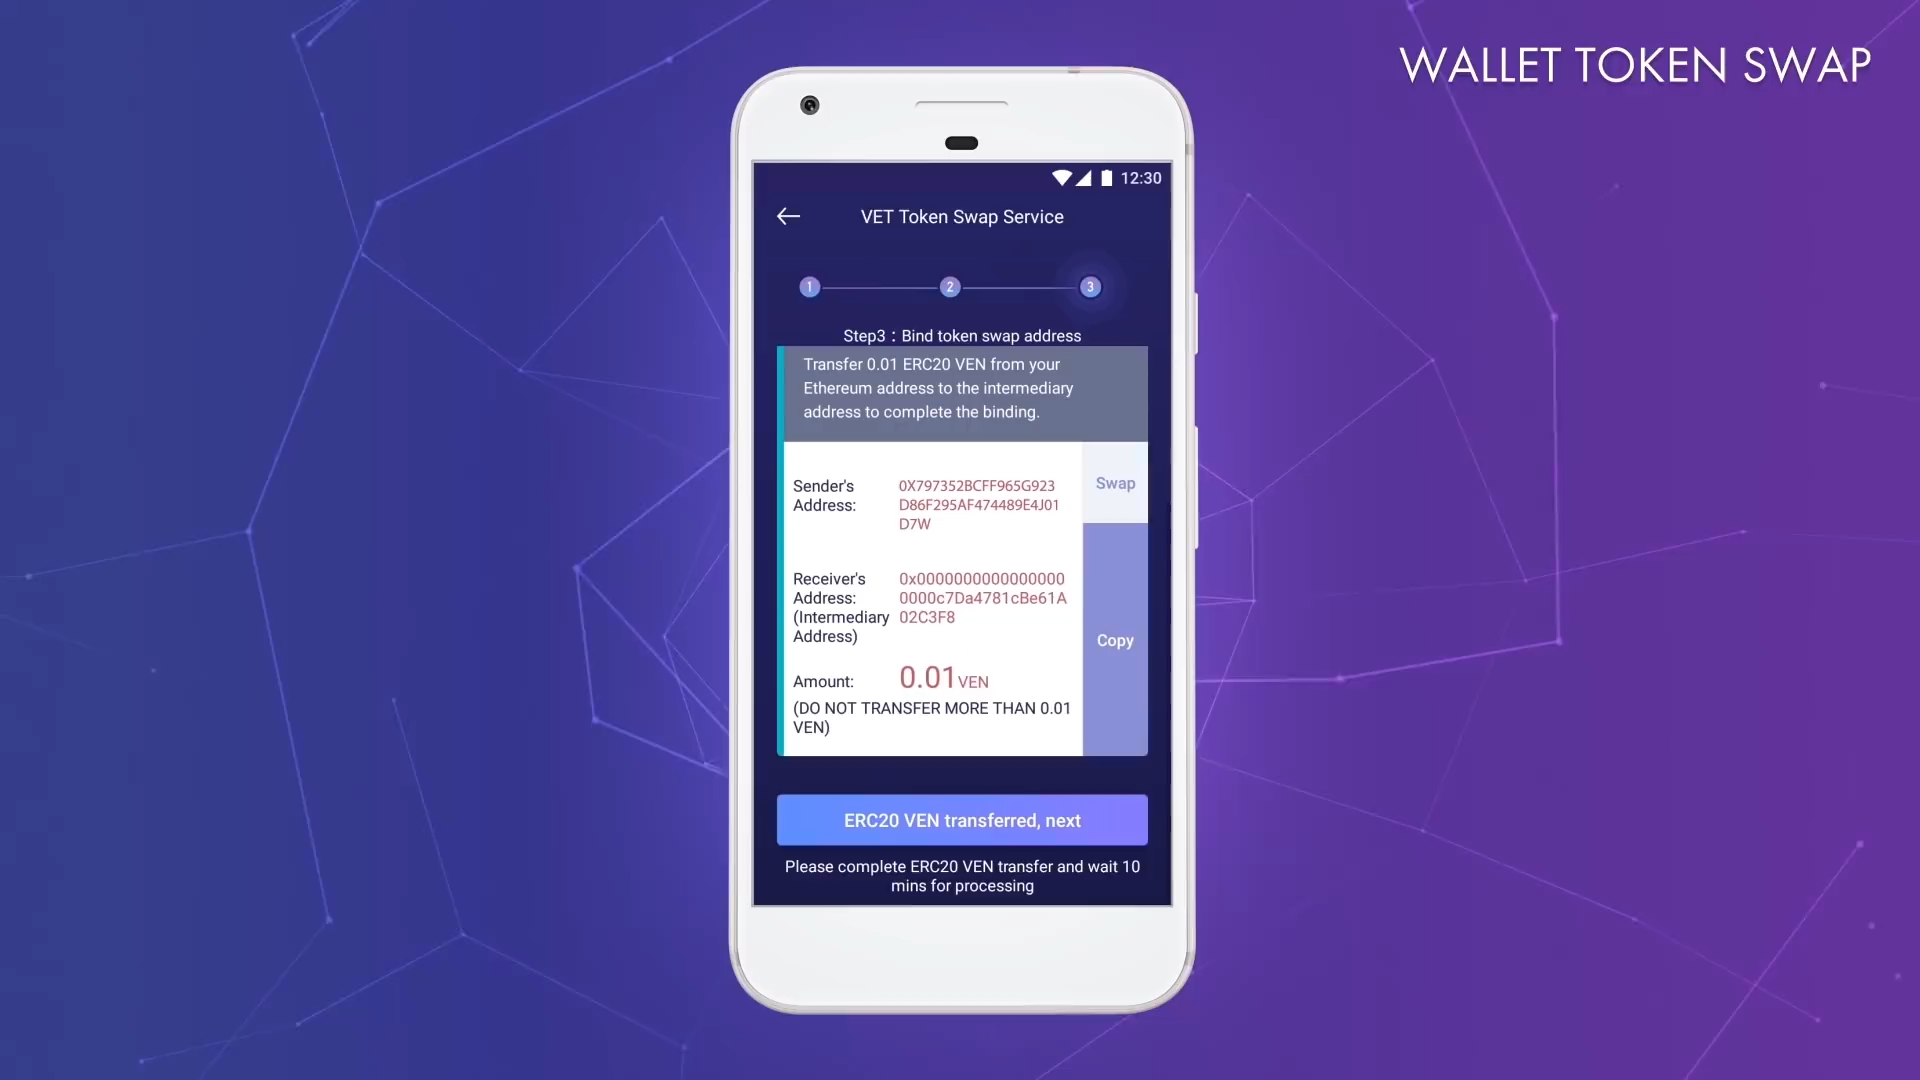 WALLET TOKEN SWAP
12:30
VET Token Swap Service
1
2
3
Step3 : Bind token swap address
Transfer 0.01 ERC20 VEN from your
Ethereum address to the intermediary
address to complete the binding.
Sender's
Address:
0X797352BCFF965G923
D86F295AF474489E4J01
D7W
Swap
Receiver's
Address:
(Intermediary
Address)
0x0000000000000000
0000c7Da4781cBe61A
02C3F8
Copy
Amount:
0.01 VEN
(DO NOT TRANSFER MORE THAN 0.01
VEN)
ERC20 VEN transferred, next
Please complete ERC20 VEN transfer and wait 10
mins for processing